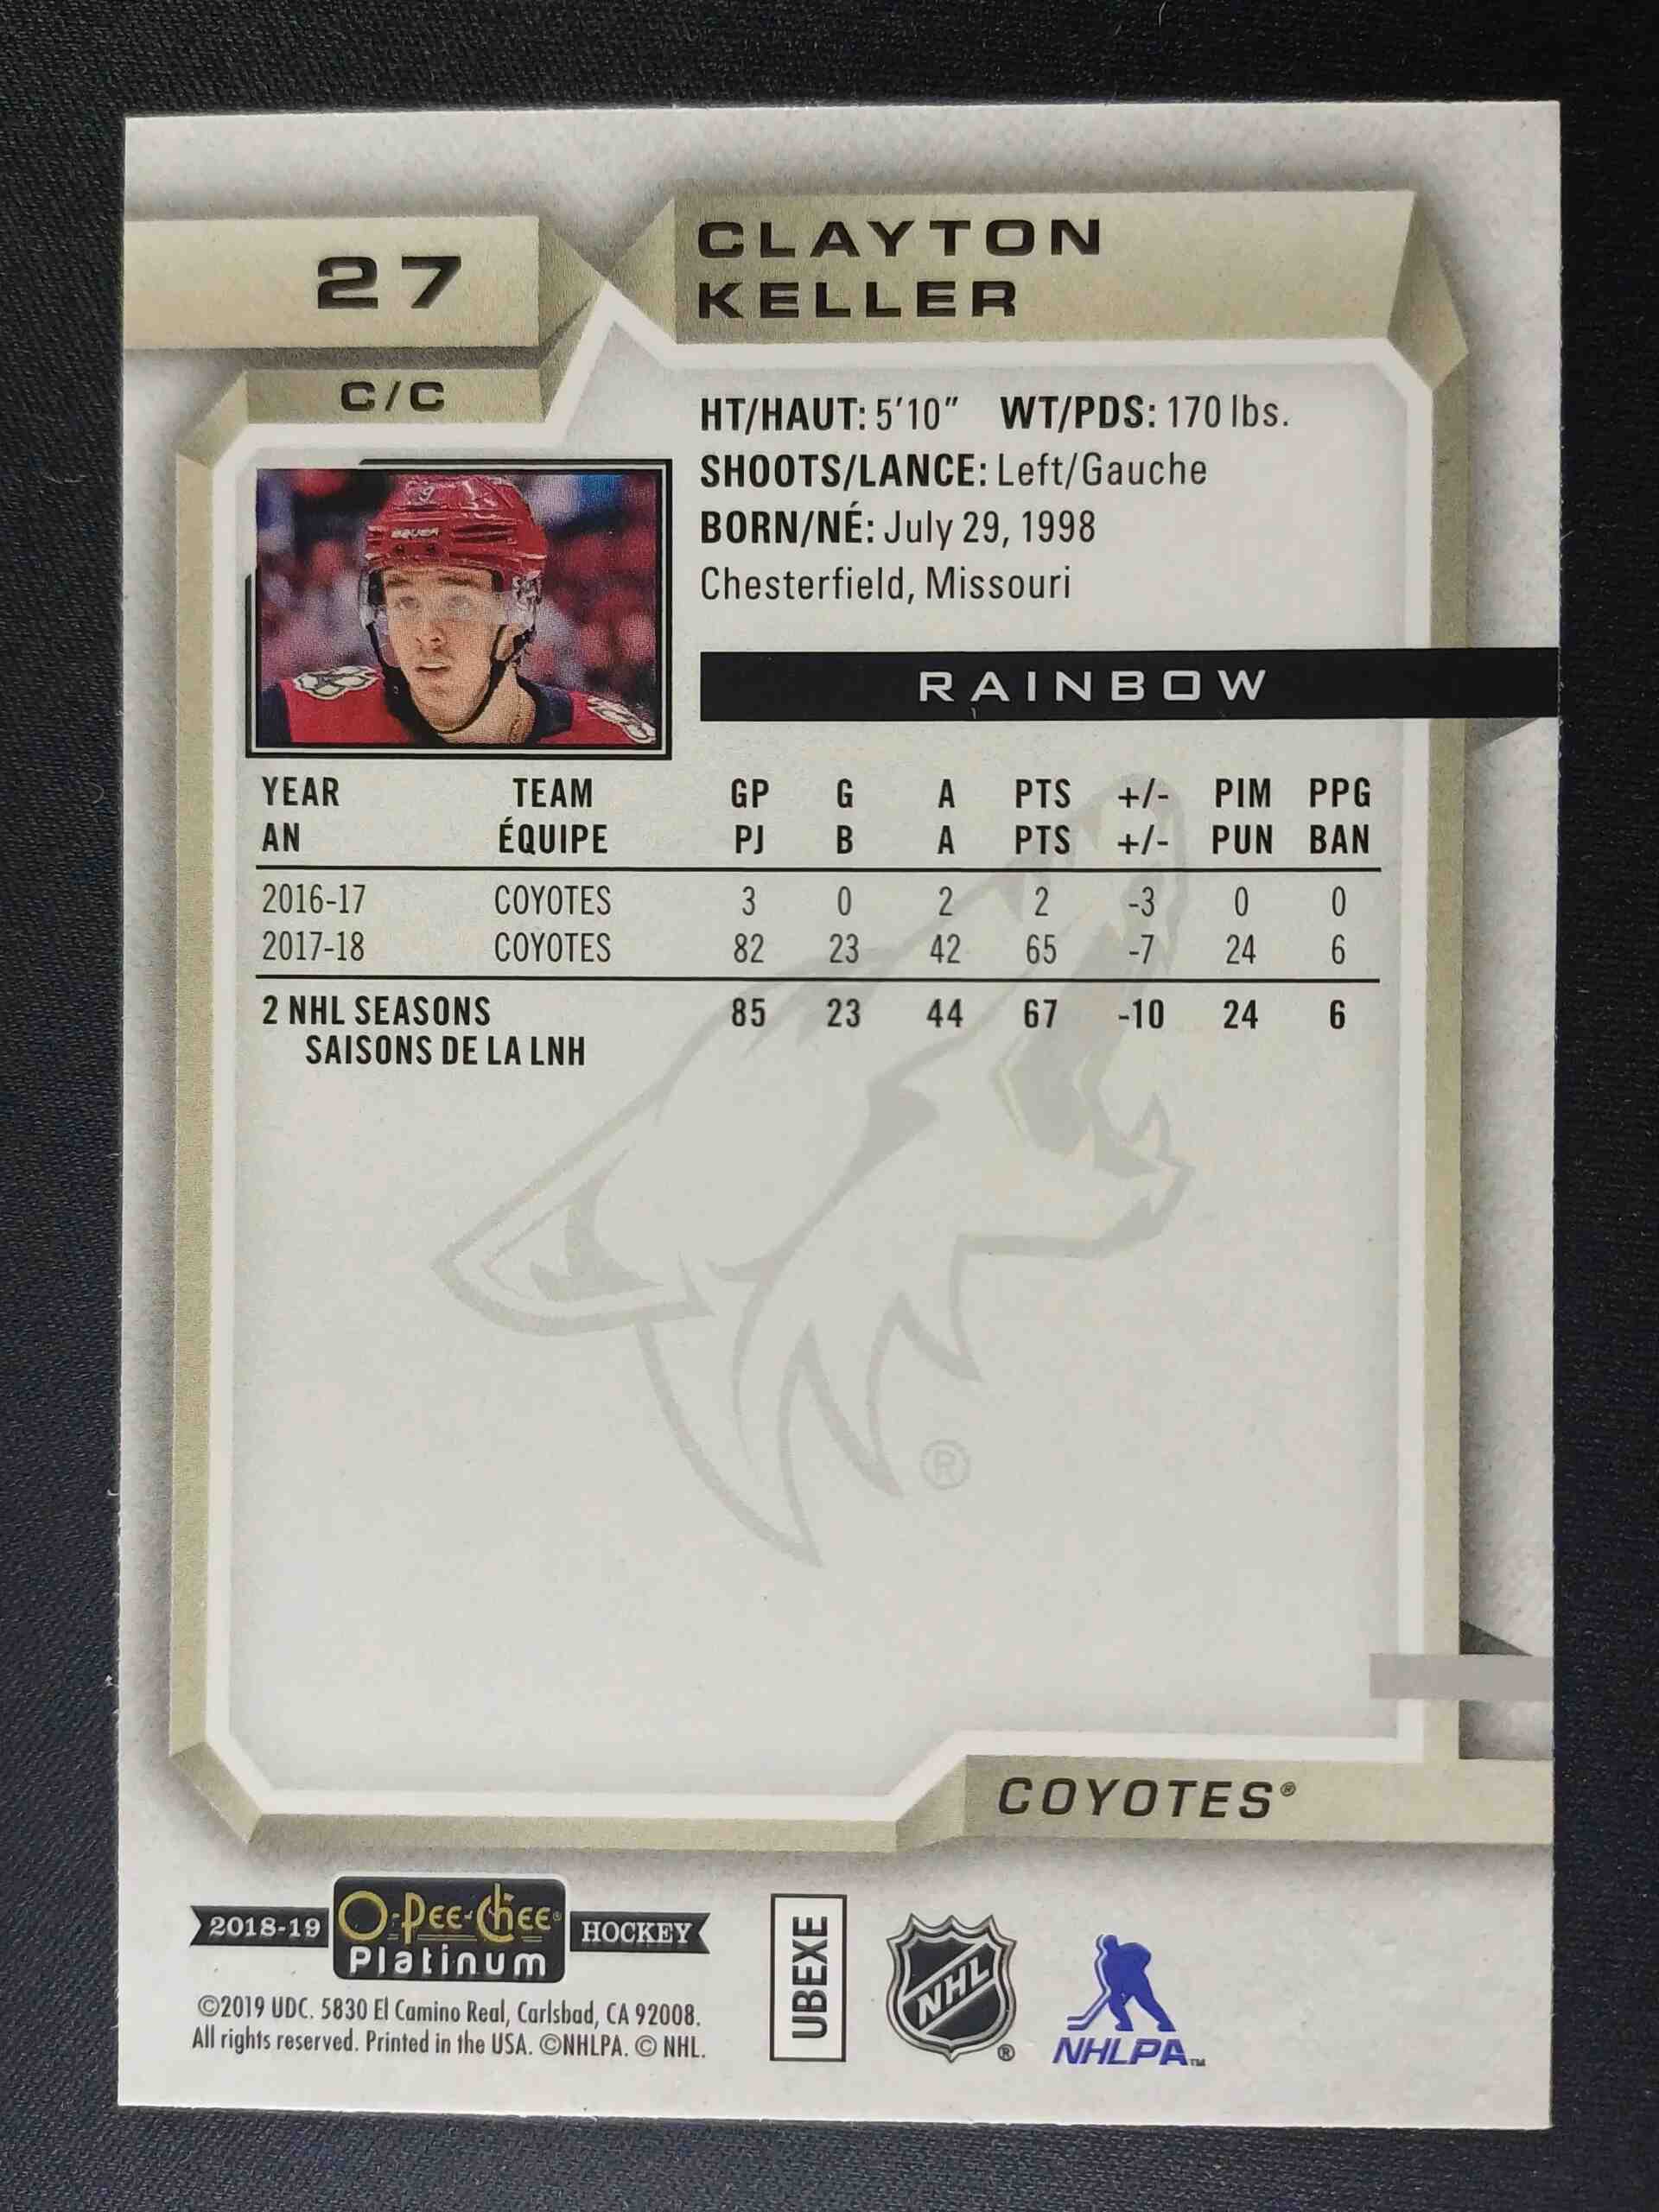 27
CLAYTON
KELLER
C/C
HT/HAUT: 5'10" WT/PDS: 170 lbs.
SHOOTS/LANCE: Left/Gauche
BORN/NÉ: July 29, 1998
Chesterfield, Missouri
9
BAUER
RAINBOW
YEAR TEAM GP G A PTS +/- PIM PPG
AN ÉQUIPE PJ B A PTS +/- PUN BAN
2016-17 COYOTES 3 0 2 2 -3 0 0
2017-18 COYOTES 82 23 42 65 -7 24 6
2 NHL SEASONS 85 23 44 67 -10 24 6
SAISONS DE LA LNH
®
COYOTES®
2018-19 O-Pee-Chee® HOCKEY
Platinum
©2019 UDC. 5830 El Camino Real, Carlsbad, CA 92008.
All rights reserved. Printed in the USA. ©NHLPA. © NHL.
UBEXE
NHL ®
NHLPA™